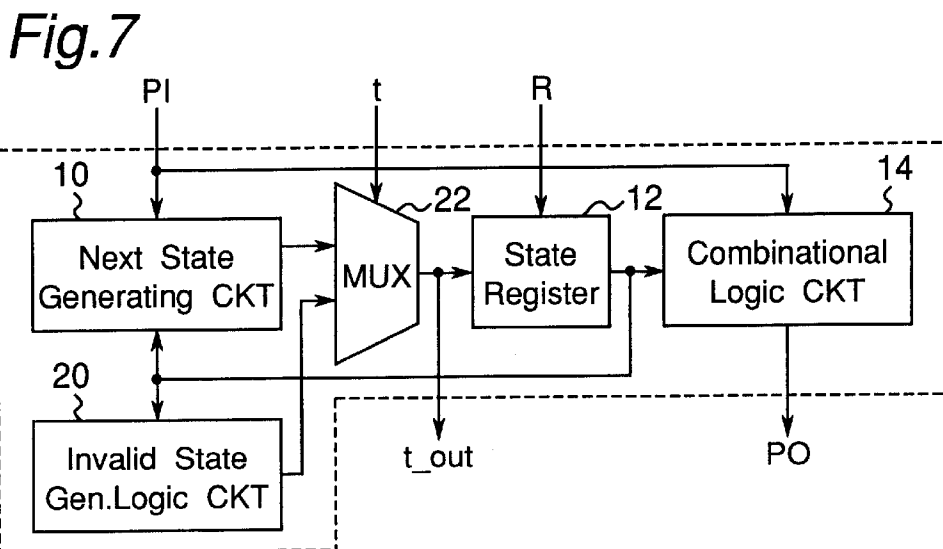 Fig.7
PI
t
R
10
22
12
14
Next State
Generating CKT
MUX
State
Register
Combinational
Logic CKT
20
Invalid State
Gen.Logic CKT
t_out
PO